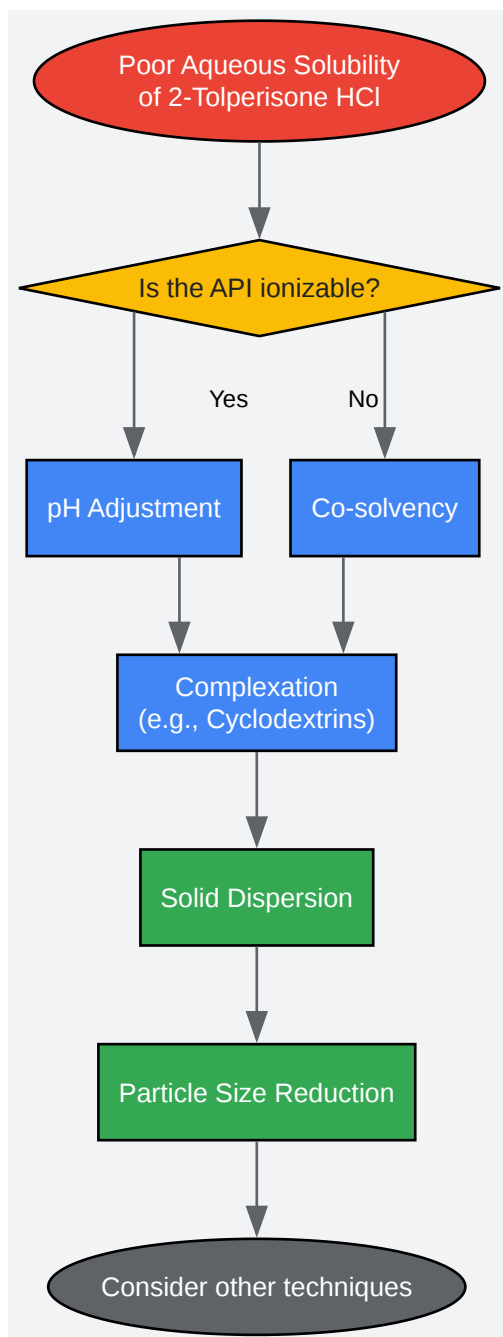 Poor Aqueous Solubility
of 2-Tolperisone HCl
Is the API ionizable?
Yes
No
pH Adjustment
Co-solvency
Complexation
(e.g., Cyclodextrins)
Solid Dispersion
Particle Size Reduction
Consider other techniques